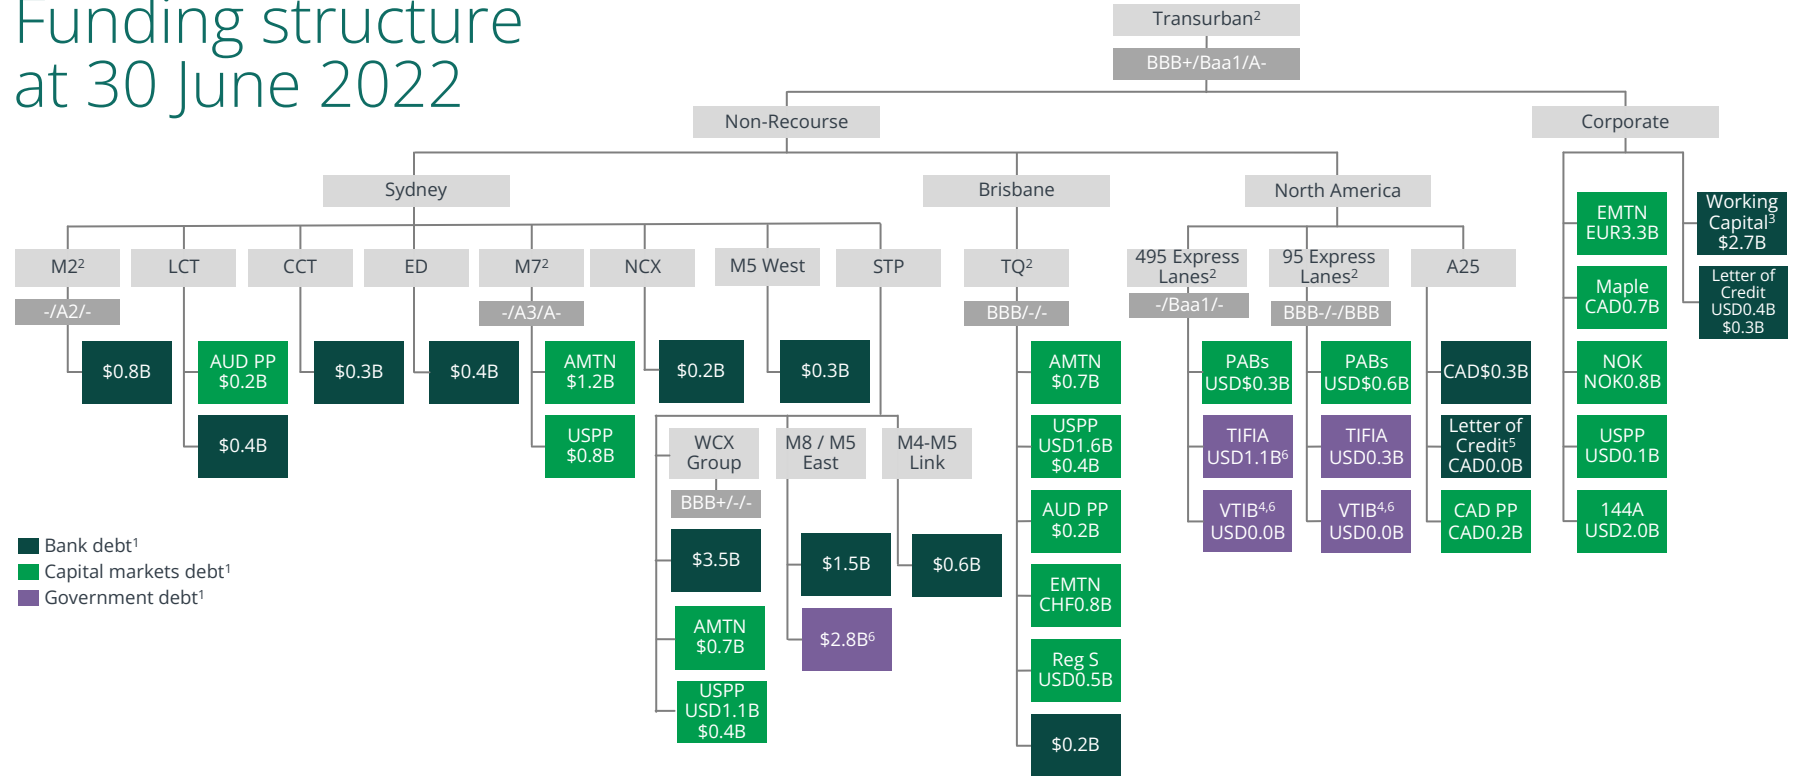 Funding structure
at 30 June 2022
Transurban²
BBB+/Baa1/A-
Non-Recourse
Corporate
Sydney
Brisbane
North America
M2²
-/A2/-
$0.8B
LCT
AUD PP
$0.2B
$0.4B
CCT
$0.3B
ED
$0.4B
M7²
-/A3/A-
AMTN
$1.2B
USPP
$0.8B
NCX
$0.2B
M5 West
$0.3B
STP
WCX
Group
BBB+/-/-
$3.5B
AMTN
$0.7B
USPP
USD1.1B
$0.4B
M8 / M5
East
$1.5B
$2.8B⁶
M4-M5
Link
$0.6B
TQ²
BBB/-/-
AMTN
$0.7B
USPP
USD1.6B
$0.4B
AUD PP
$0.2B
EMTN
CHF0.8B
Reg S
USD0.5B
$0.2B
495 Express
Lanes²
-/Baa1/-
PABs
USD$0.3B
TIFIA
USD1.1B⁶
VTIB⁴,⁶
USD0.0B
95 Express
Lanes²
BBB-/-/BBB
PABs
USD$0.6B
TIFIA
USD0.3B
VTIB⁴,⁶
USD0.0B
A25
CAD$0.3B
Letter of
Credit⁵
CAD0.0B
CAD PP
CAD0.2B
EMTN
EUR3.3B
Maple
CAD0.7B
NOK
NOK0.8B
USPP
USD0.1B
144A
USD2.0B
Working
Capital³
$2.7B
Letter of
Credit
USD0.4B
$0.3B
Bank debt¹
Capital markets debt¹
Government debt¹